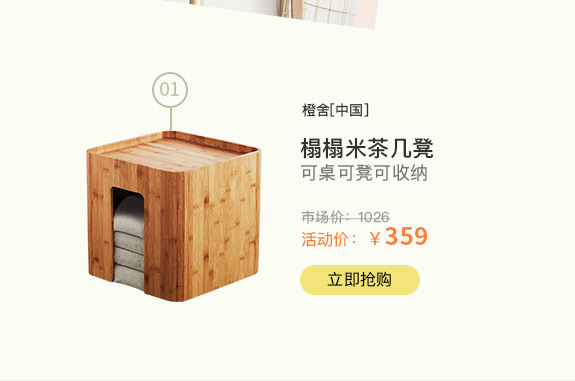 01
橙舍[中国]
榻榻米茶几凳
可桌可凳可收纳
市场价：1026
活动价：￥359
立即抢购